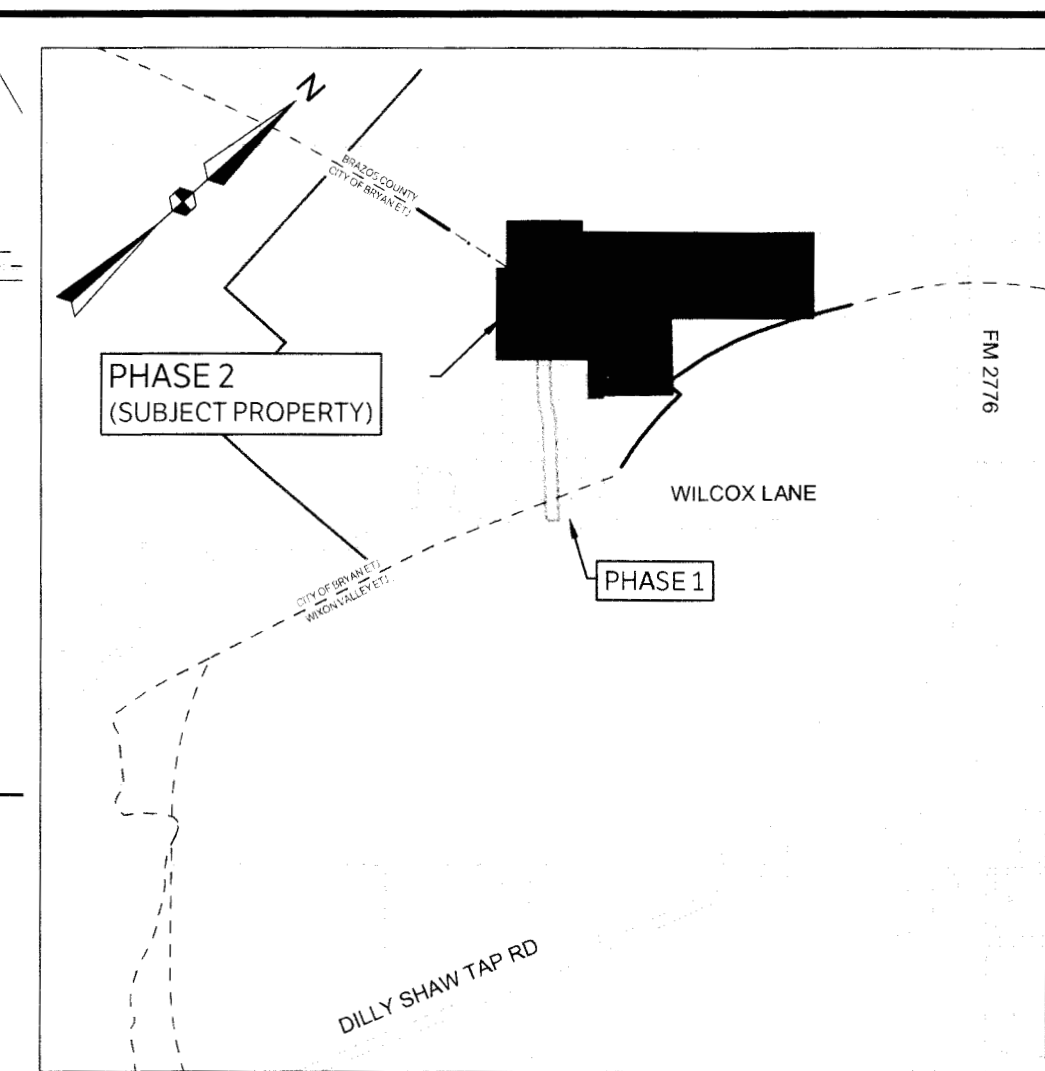 N
BRAZOS COUNTY
CITY OF BRYAN ETJ
PHASE 2
(SUBJECT PROPERTY)
FM 2776
WILCOX LANE
CITY OF BRYAN ETJ
WIXON VALLEY ETJ
PHASE 1
DILLY SHAW TAP RD